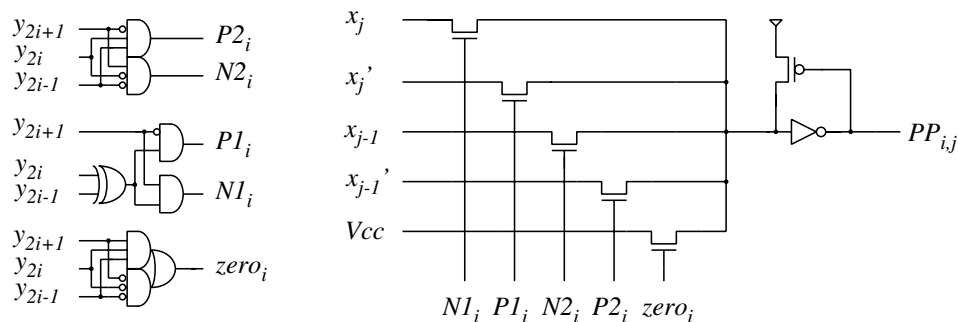 y2i+1
P2i
y2i
y2i-1
N2i
y2i+1
P1i
y2i
y2i-1
N1i
y2i+1
y2i
zeroi
y2i-1
xj
xj'
xj-1
xj-1'
Vcc
PPi,j
N1i P1i N2i P2i zeroi